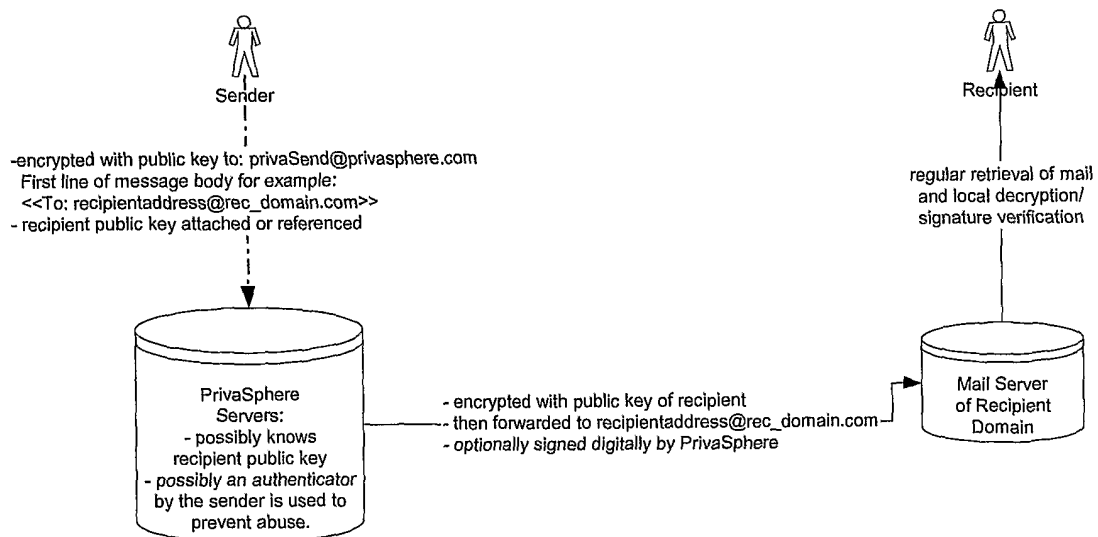 Sender
Recipient
-encrypted with public key to: privaSend@privasphere.com
First line of message body for example:
<<To: recipientaddress@rec_domain.com>>
- recipient public key attached or referenced
regular retrieval of mail
and local decryption/
signature verification
PrivaSphere
Servers:
- possibly knows
recipient public key
- possibly an authenticator
by the sender is used to
prevent abuse.
- encrypted with public key of recipient
- then forwarded to recipientaddress@rec_domain.com
- optionally signed digitally by PrivaSphere
Mail Server
of Recipient
Domain